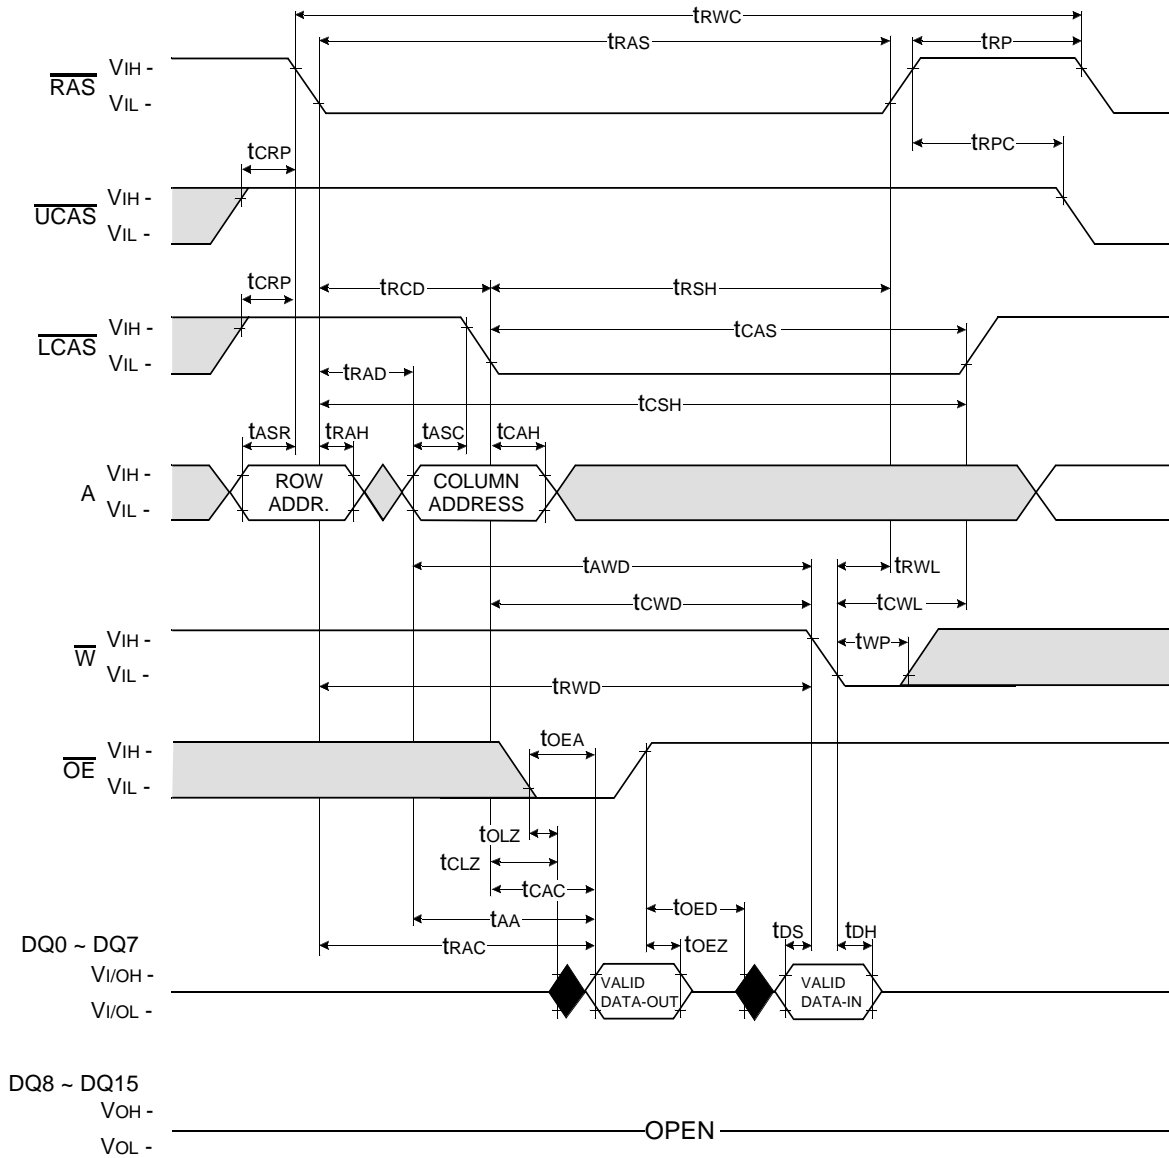 tRWC
tRAS
tRP
RAS
VIH -
VIL -
tCRP
tRPC
UCAS
VIH -
VIL -
tCRP
tRCD
tRSH
LCAS
VIH -
VIL -
tCAS
tRAD
tCSH
tASR
tRAH
tASC
tCAH
A
VIH -
VIL -
ROW
ADDR.
COLUMN
ADDRESS
tAWD
tRWL
tCWD
tCWL
W
VIH -
VIL -
tWP
tRWD
OE
VIH -
VIL -
tOEA
tOLZ
tCLZ
tCAC
tOED
tAA
tDS
tDH
tRAC
tOEZ
DQ0 ~ DQ7
VI/OH -
VI/OL -
VALID
DATA-OUT
VALID
DATA-IN
DQ8 ~ DQ15
VOH -
VOL -
OPEN